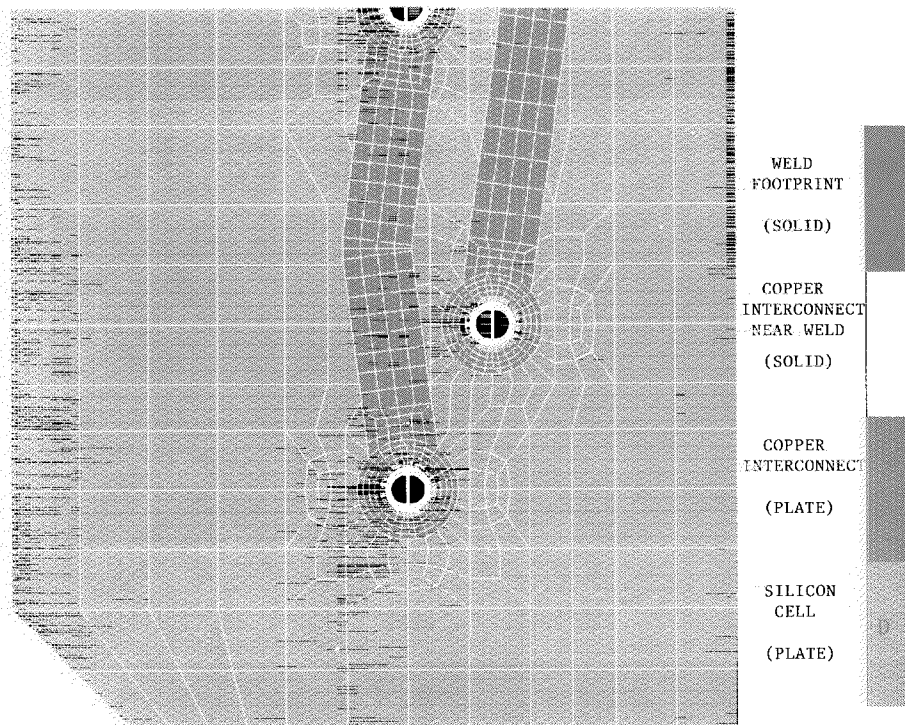 WELD
FOOTPRINT
(SOLID)
COPPER
INTERCONNECT
NEAR WELD
(SOLID)
COPPER
INTERCONNECT
(PLATE)
SILICON
CELL
(PLATE)
D